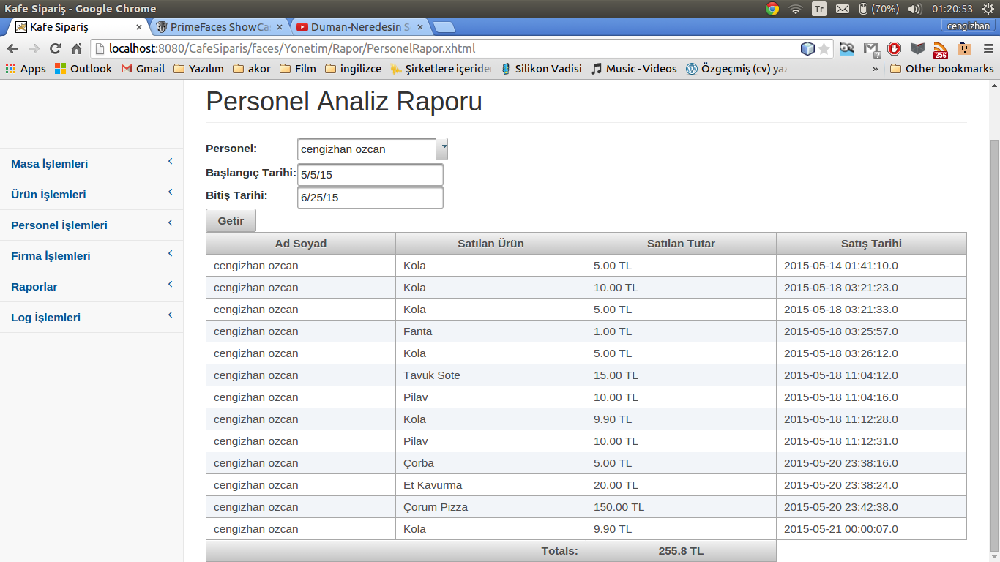 Kafe Sipariş - Google Chrome Tr (70%) 01:20:53
Kafe Sipariş × PrimeFaces ShowCa × Duman-Neredesin S × cengizhan
localhost:8080/CafeSiparis/faces/Yonetim/Rapor/PersonelRapor.xhtml 256
Apps Outlook Gmail Yazılım akor Film ingilizce Şirketlere içeride Silikon Vadisi Music - Videos Özgeçmiş (cv) yaz » Other bookmarks
Masa İşlemleri
Ürün İşlemleri
Personel İşlemleri
Firma İşlemleri
Raporlar
Log İşlemleri
Personel Analiz Raporu
Personel: cengizhan ozcan
Başlangıç Tarihi: 5/5/15
Bitiş Tarihi: 6/25/15
Getir
Ad Soyad Satılan Ürün Satılan Tutar Satış Tarihi
cengizhan ozcan Kola 5.00 TL 2015-05-14 01:41:10.0
cengizhan ozcan Kola 10.00 TL 2015-05-18 03:21:23.0
cengizhan ozcan Kola 5.00 TL 2015-05-18 03:21:33.0
cengizhan ozcan Fanta 1.00 TL 2015-05-18 03:25:57.0
cengizhan ozcan Kola 5.00 TL 2015-05-18 03:26:12.0
cengizhan ozcan Tavuk Sote 15.00 TL 2015-05-18 11:04:12.0
cengizhan ozcan Pilav 10.00 TL 2015-05-18 11:04:16.0
cengizhan ozcan Kola 9.90 TL 2015-05-18 11:12:28.0
cengizhan ozcan Pilav 10.00 TL 2015-05-18 11:12:31.0
cengizhan ozcan Çorba 5.00 TL 2015-05-20 23:38:16.0
cengizhan ozcan Et Kavurma 20.00 TL 2015-05-20 23:38:24.0
cengizhan ozcan Çorum Pizza 150.00 TL 2015-05-20 23:42:38.0
cengizhan ozcan Kola 9.90 TL 2015-05-21 00:00:07.0
Totals: 255.8 TL